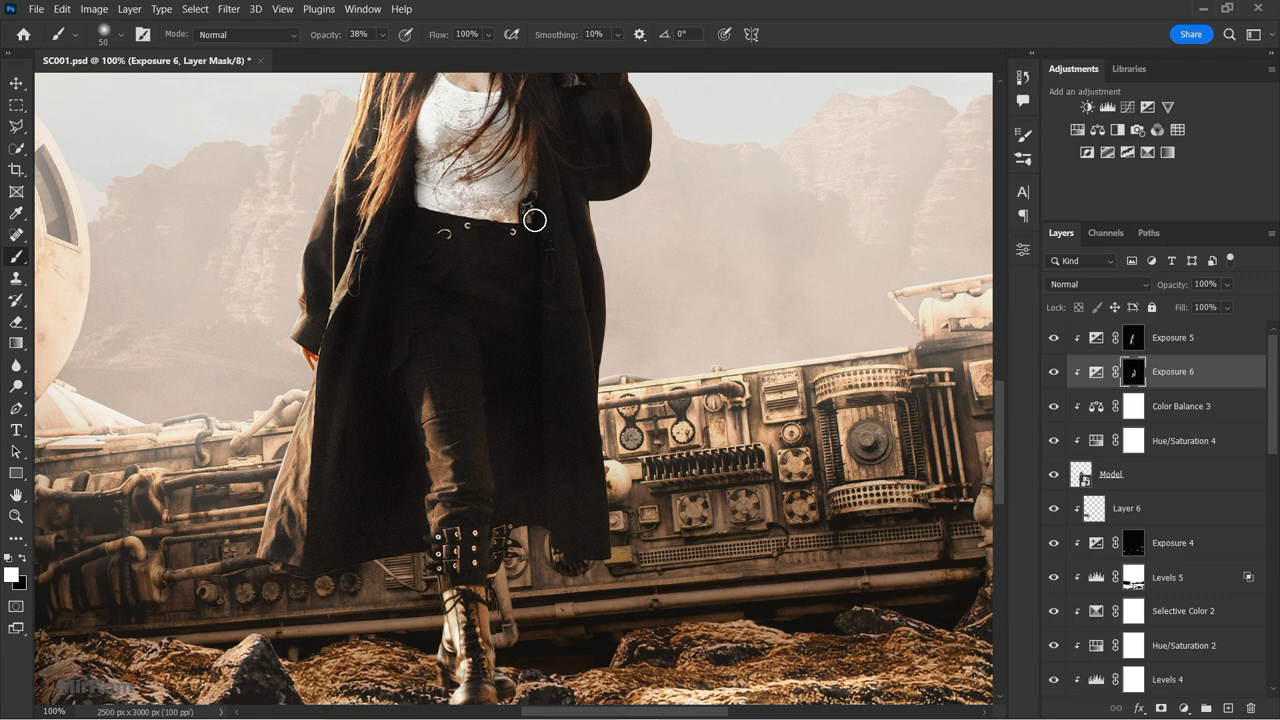 Ps File Edit Image Layer Type Select Filter 3D View Plugins Window Help
50 Mode: Normal Opacity: 38% Flow: 100% Smoothing: 10% 0° Share
SC001.psd @ 100% (Exposure 6, Layer Mask/8) *
Adjustments Libraries
Add an adjustment
Layers Channels Paths
Kind
Normal Opacity: 100%
Lock: Fill: 100%
Exposure 5
Exposure 6
Color Balance 3
Hue/Saturation 4
Model
Layer 6
Exposure 4
Levels 5
Selective Color 2
Hue/Saturation 2
Levels 4
100% 2500 px x 3000 px (100 ppi)